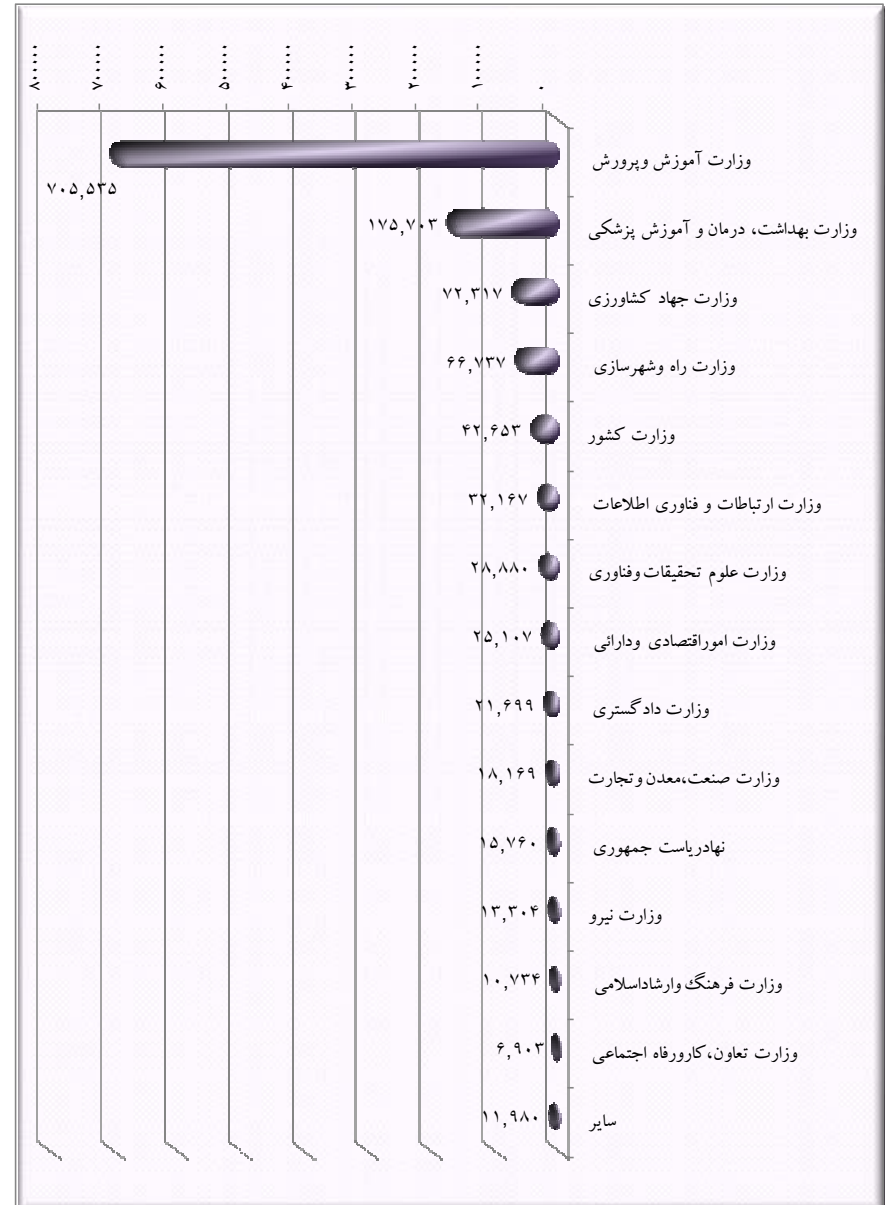 ۸۰۰۰۰۰ ۷۰۰۰۰۰ ۶۰۰۰۰۰ ۵۰۰۰۰۰ ۴۰۰۰۰۰ ۳۰۰۰۰۰ ۲۰۰۰۰۰ ۱۰۰۰۰۰ ۰
وزارت آموزش وپرورش ۷۰۵,۵۳۵
وزارت بهداشت، درمان و آموزش پزشکی ۱۷۵,۷۰۳
وزارت جهاد کشاورزی ۷۲,۳۱۷
وزارت راه وشهرسازی ۶۶,۷۳۷
وزارت کشور ۴۲,۶۵۳
وزارت ارتباطات و فناوری اطلاعات ۳۲,۱۶۷
وزارت علوم تحقیقات وفناوری ۲۸,۸۸۰
وزارت اموراقتصادی ودارائی ۲۵,۱۰۷
وزارت دادگستری ۲۱,۶۹۹
وزارت صنعت،معدن وتجارت ۱۸,۱۶۹
نهادریاست جمهوری ۱۵,۷۶۰
وزارت نیرو ۱۳,۳۰۴
وزارت فرهنگ وارشاداسلامی ۱۰,۷۳۴
وزارت تعاون،کارورفاه اجتماعی ۶,۹۰۳
سایر ۱۱,۹۸۰